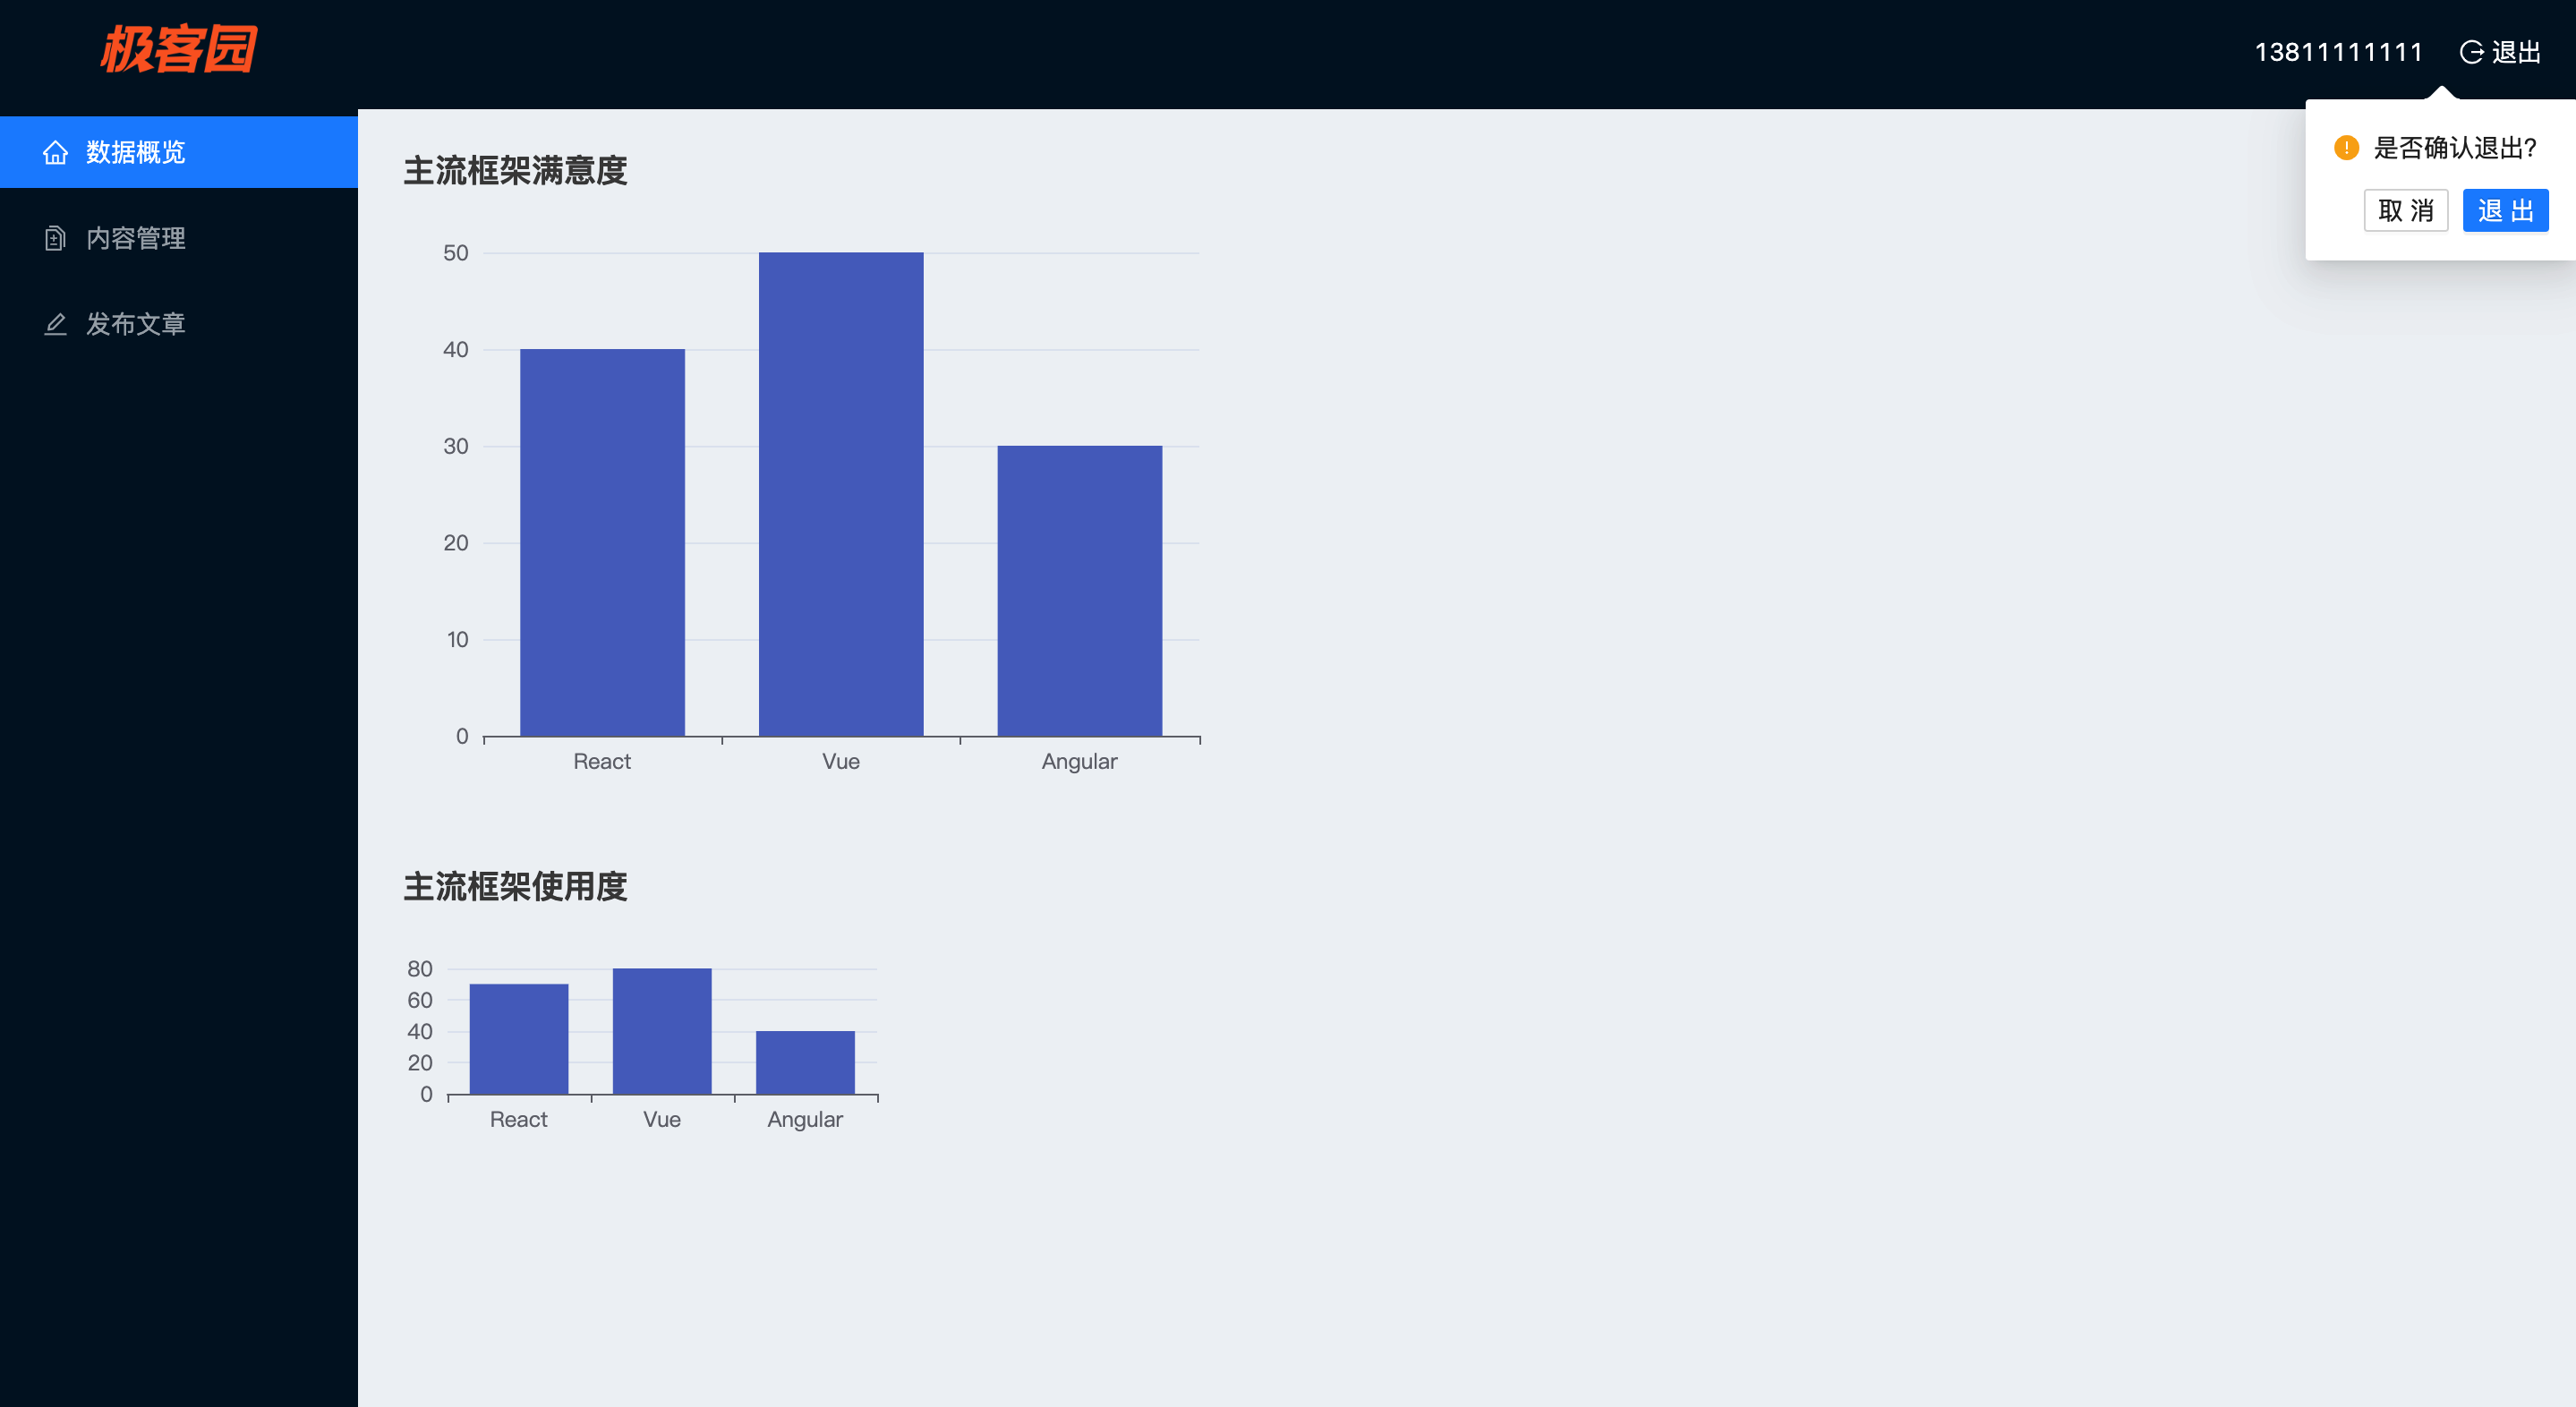 极客园
13811111111
退出
是否确认退出?
取 消
退 出
数据概览
内容管理
发布文章
主流框架满意度
50
40
30
20
10
0
React Vue Angular
主流框架使用度
80
60
40
20
0
React Vue Angular